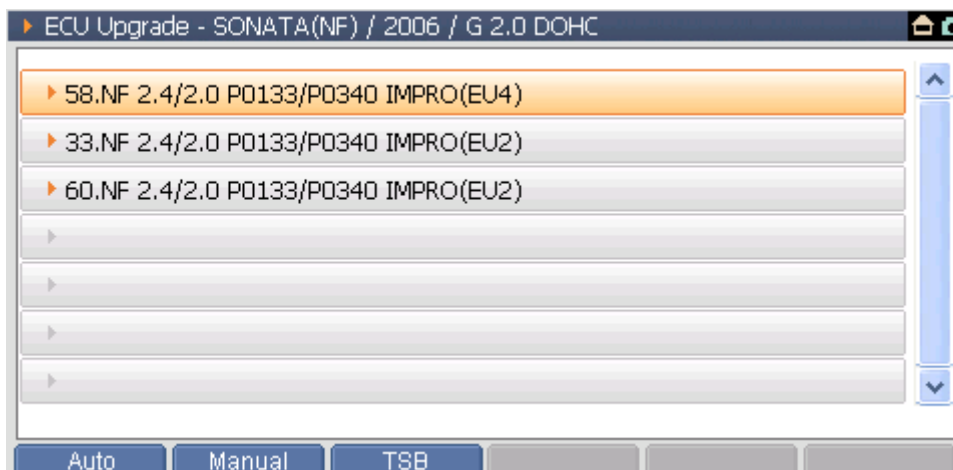 ECU Upgrade - SONATA(NF) / 2006 / G 2.0 DOHC
58.NF 2.4/2.0 P0133/P0340 IMPRO(EU4)
33.NF 2.4/2.0 P0133/P0340 IMPRO(EU2)
60.NF 2.4/2.0 P0133/P0340 IMPRO(EU2)
Auto Manual TSB